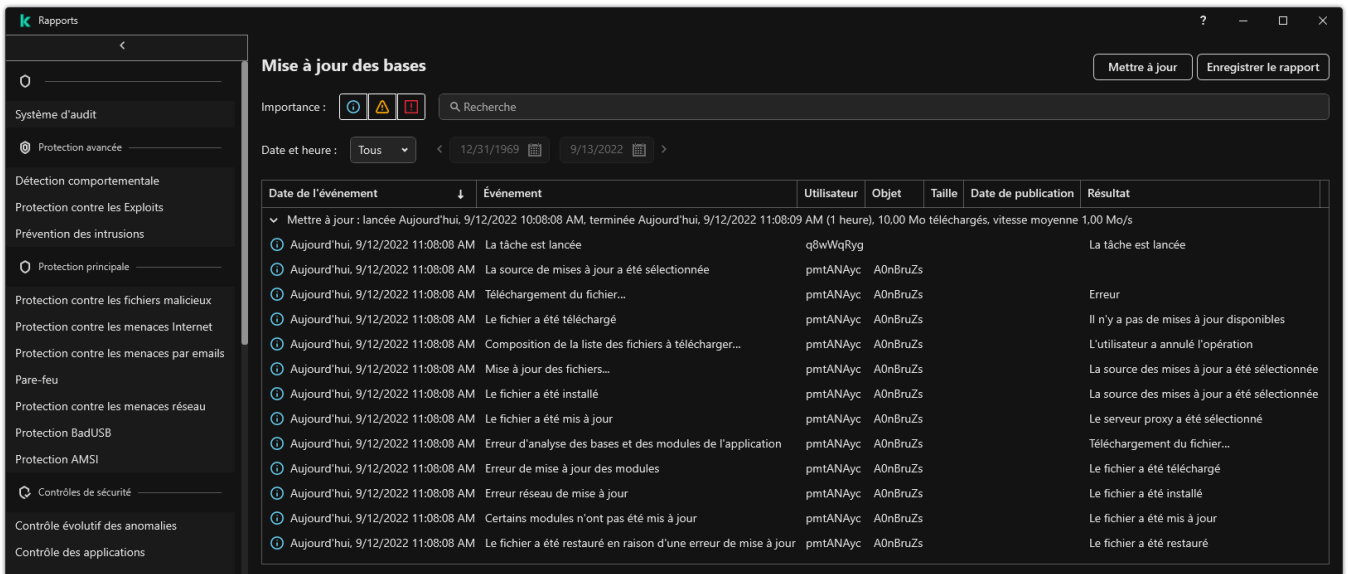 Rapports
?
Système d'audit
Protection avancée
Détection comportementale
Protection contre les Exploits
Prévention des intrusions
Protection principale
Protection contre les fichiers malicieux
Protection contre les menaces Internet
Protection contre les menaces par emails
Pare-feu
Protection contre les menaces réseau
Protection BadUSB
Protection AMSI
Contrôles de sécurité
Contrôle évolutif des anomalies
Contrôle des applications
Mise à jour des bases
Mettre à jour Enregistrer le rapport
Importance : Recherche
Date et heure : Tous 12/31/1969 9/13/2022
Date de l'événement Événement Utilisateur Objet Taille Date de publication Résultat
Mettre à jour : lancée Aujourd'hui, 9/12/2022 10:08:08 AM, terminée Aujourd'hui, 9/12/2022 11:08:09 AM (1 heure), 10,00 Mo téléchargés, vitesse moyenne 1,00 Mo/s
Aujourd'hui, 9/12/2022 11:08:08 AM La tâche est lancée q8wWqRyg La tâche est lancée
Aujourd'hui, 9/12/2022 11:08:08 AM La source de mises à jour a été sélectionnée pmtANAyc A0nBruZs
Aujourd'hui, 9/12/2022 11:08:08 AM Téléchargement du fichier... pmtANAyc A0nBruZs Erreur
Aujourd'hui, 9/12/2022 11:08:08 AM Le fichier a été téléchargé pmtANAyc A0nBruZs Il n'y a pas de mises à jour disponibles
Aujourd'hui, 9/12/2022 11:08:08 AM Composition de la liste des fichiers à télécharger... pmtANAyc A0nBruZs L'utilisateur a annulé l'opération
Aujourd'hui, 9/12/2022 11:08:08 AM Mise à jour des fichiers... pmtANAyc A0nBruZs La source des mises à jour a été sélectionnée
Aujourd'hui, 9/12/2022 11:08:08 AM Le fichier a été installé pmtANAyc A0nBruZs La source des mises à jour a été sélectionnée
Aujourd'hui, 9/12/2022 11:08:08 AM Le fichier a été mis à jour pmtANAyc A0nBruZs Le serveur proxy a été sélectionné
Aujourd'hui, 9/12/2022 11:08:08 AM Erreur d'analyse des bases et des modules de l'application pmtANAyc A0nBruZs Téléchargement du fichier...
Aujourd'hui, 9/12/2022 11:08:08 AM Erreur de mise à jour des modules pmtANAyc A0nBruZs Le fichier a été téléchargé
Aujourd'hui, 9/12/2022 11:08:08 AM Erreur réseau de mise à jour pmtANAyc A0nBruZs Le fichier a été installé
Aujourd'hui, 9/12/2022 11:08:08 AM Certains modules n'ont pas été mis à jour pmtANAyc A0nBruZs Le fichier a été mis à jour
Aujourd'hui, 9/12/2022 11:08:08 AM Le fichier a été restauré en raison d'une erreur de mise à jour pmtANAyc A0nBruZs Le fichier a été restauré